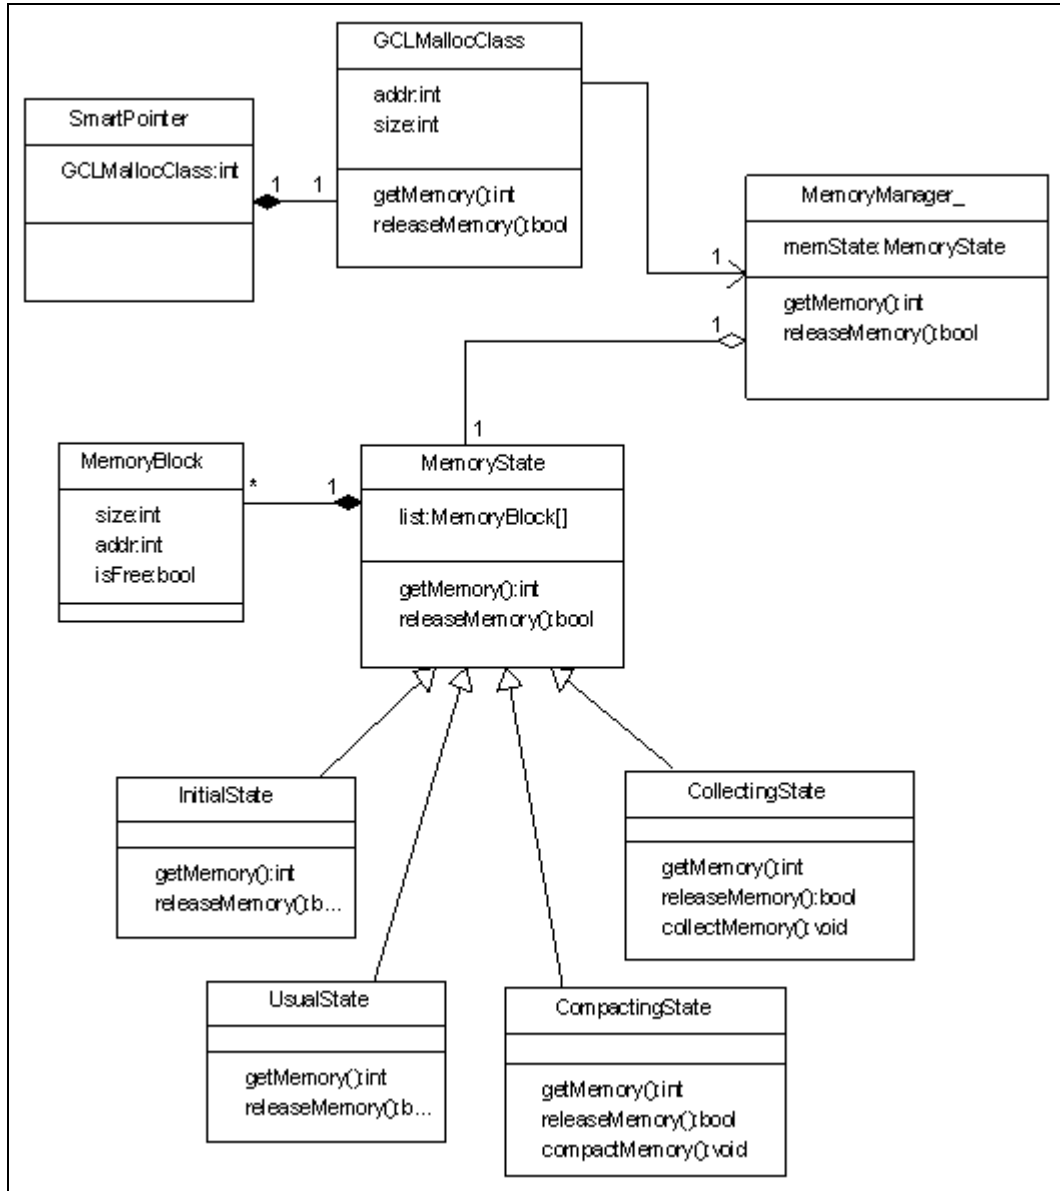 GCLMallocClass
addr:int
size:int
getMemory():int
releaseMemory():bool
SmartPointer
GCLMallocClass:int
1
1
MemoryManager_
memState:MemoryState
getMemory():int
releaseMemory():bool
1
1
1
MemoryBlock
size:int
addr:int
isFree:bool
*
1
MemoryState
list:MemoryBlock[]
getMemory():int
releaseMemory():bool
InitialState
getMemory():int
releaseMemory():b...
CollectingState
getMemory():int
releaseMemory():bool
collectMemory():void
UsualState
getMemory():int
releaseMemory():b...
CompactingState
getMemory():int
releaseMemory():bool
compactMemory():void